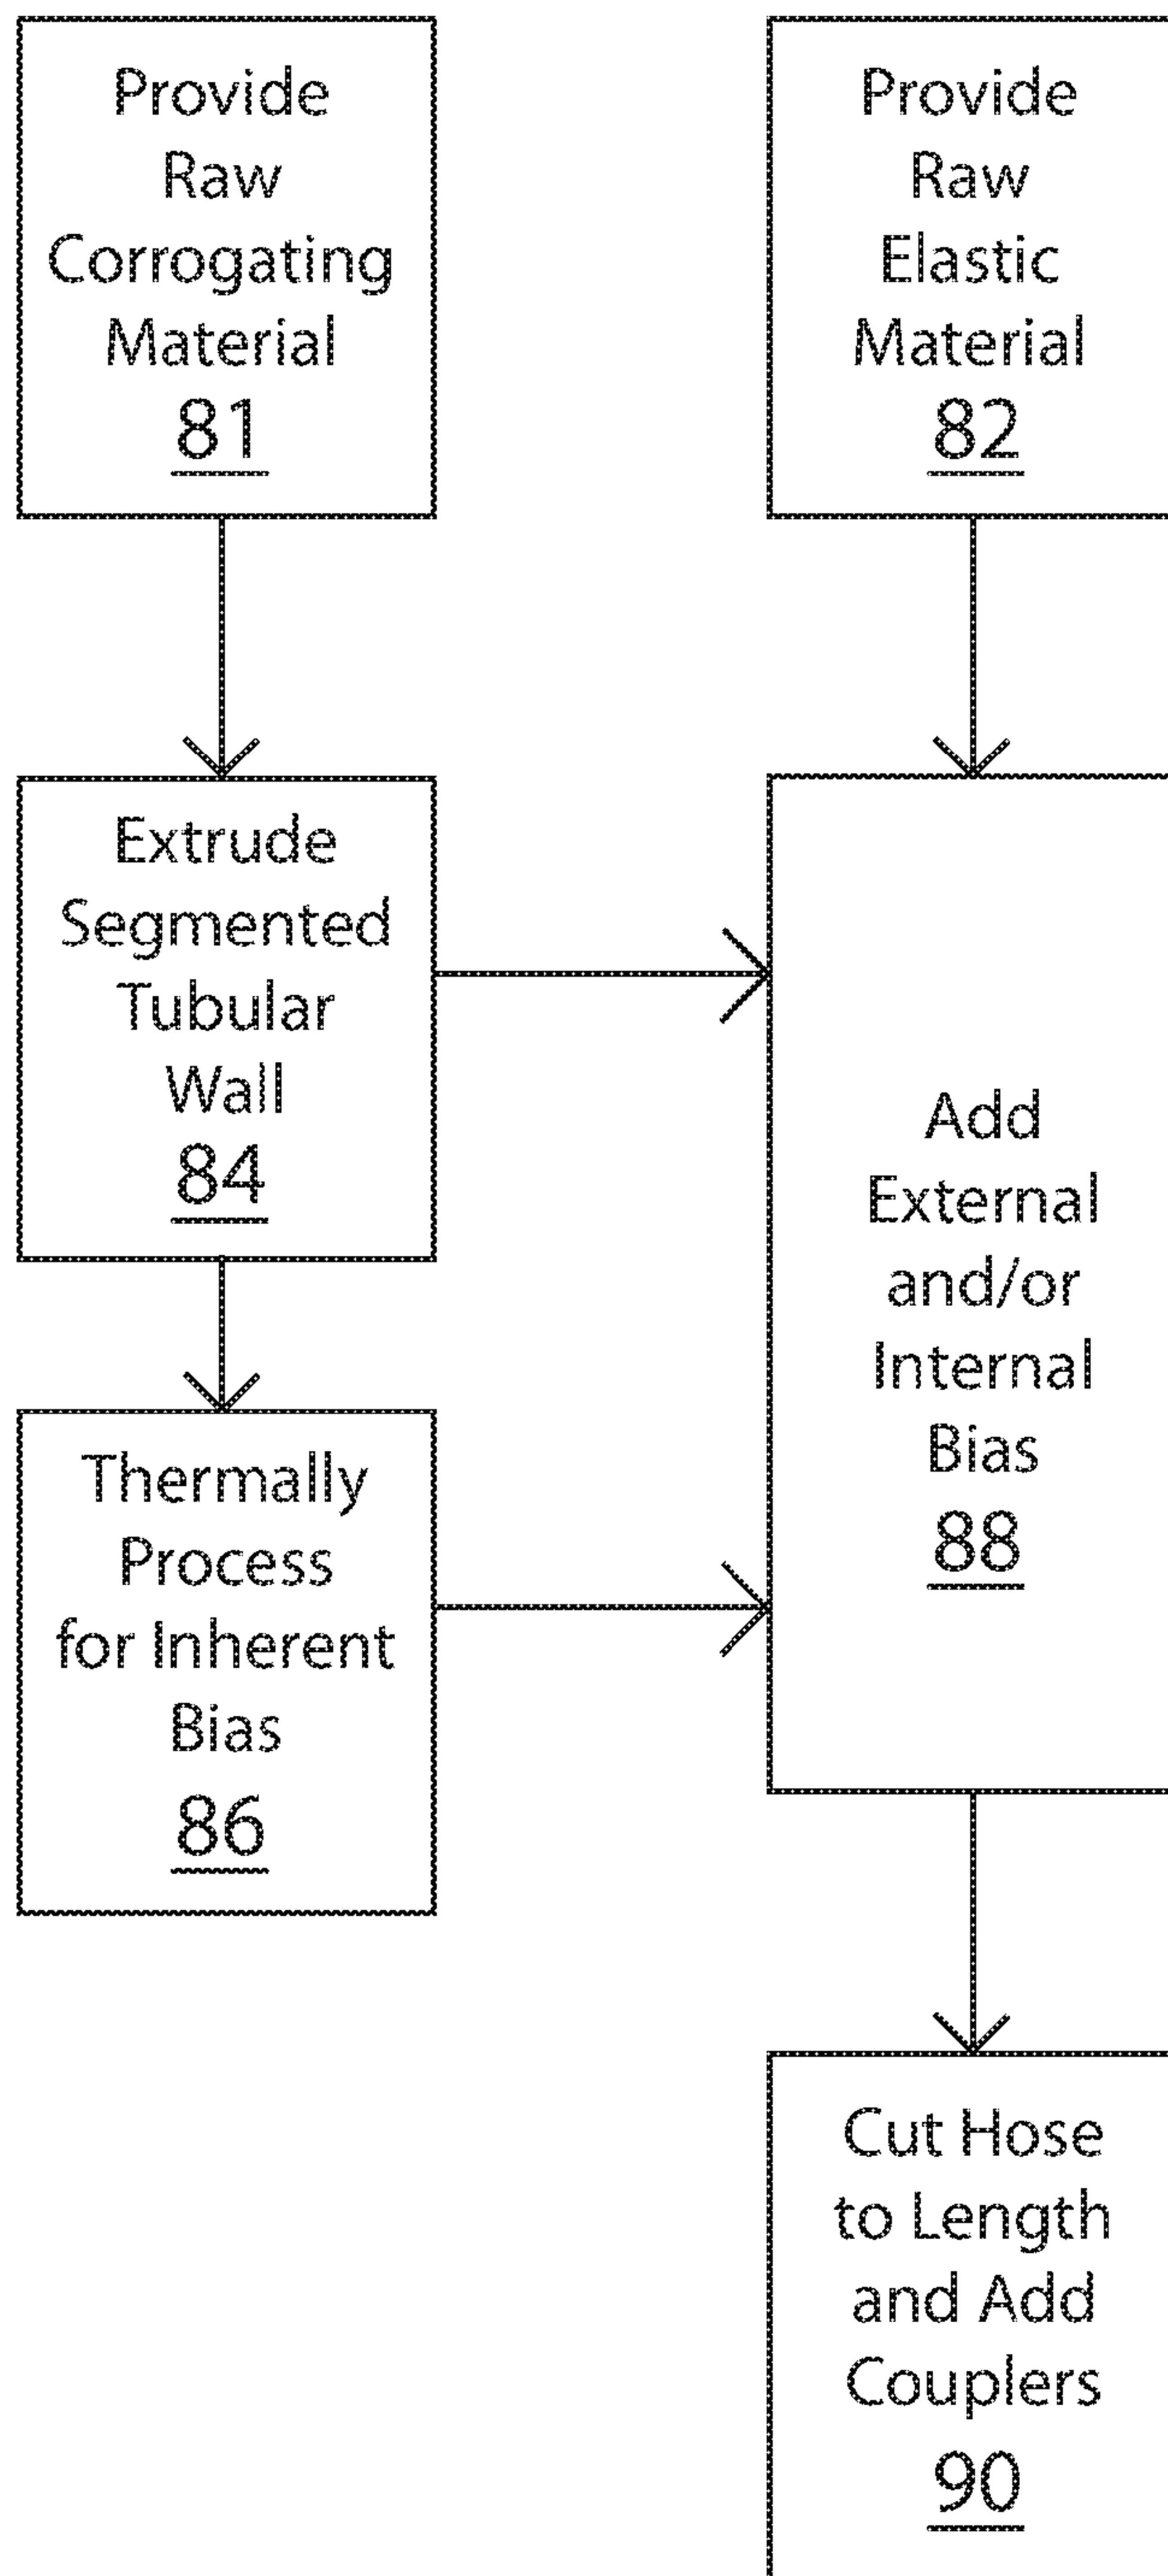 Provide
Raw
Corrogating
Material
81
Provide
Raw
Elastic
Material
82
Extrude
Segmented
Tubular
Wall
84
Add
External
and/or
Internal
Bias
88
Thermally
Process
for Inherent
Bias
86
Cut Hose
to Length
and Add
Couplers
90